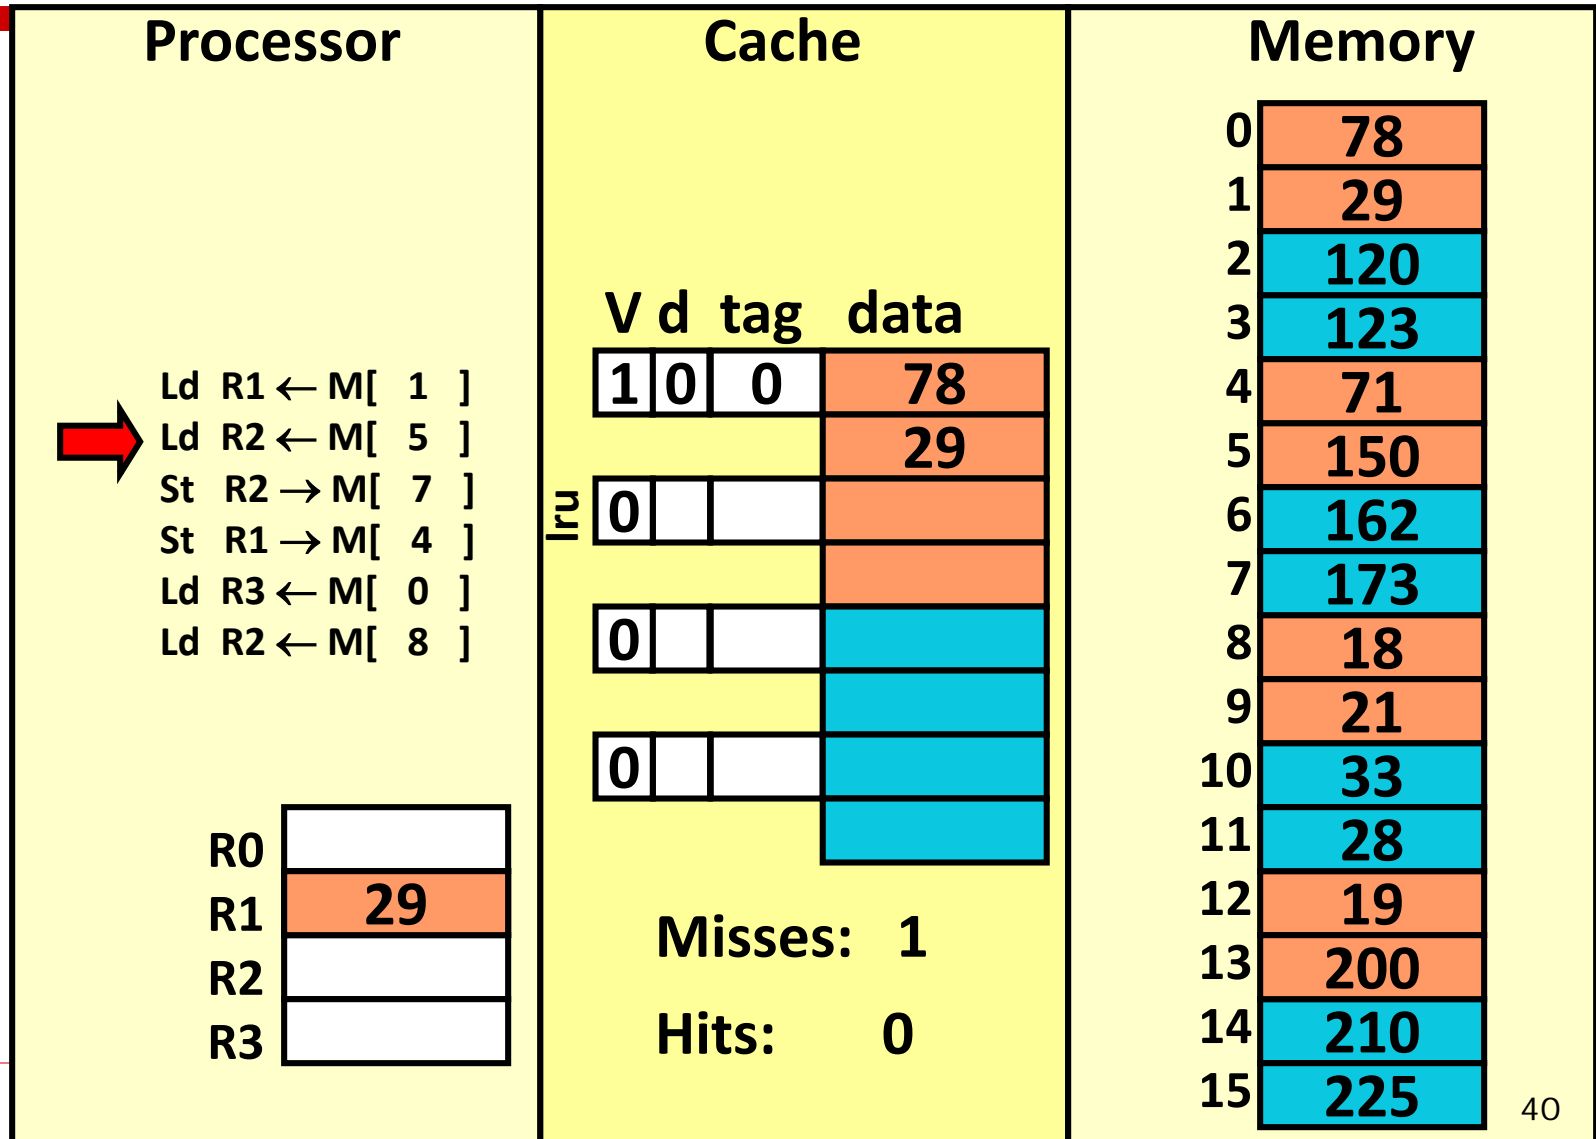 Processor
Ld R1 ← M[ 1 ]
Ld R2 ← M[ 5 ]
St R2 → M[ 7 ]
St R1 → M[ 4 ]
Ld R3 ← M[ 0 ]
Ld R2 ← M[ 8 ]
R0
R1 29
R2
R3
Cache
V d tag data
1 0 0 78
29
lru 0
0
0
Misses: 1
Hits: 0
Memory
0 78
1 29
2 120
3 123
4 71
5 150
6 162
7 173
8 18
9 21
10 33
11 28
12 19
13 200
14 210
15 225
40